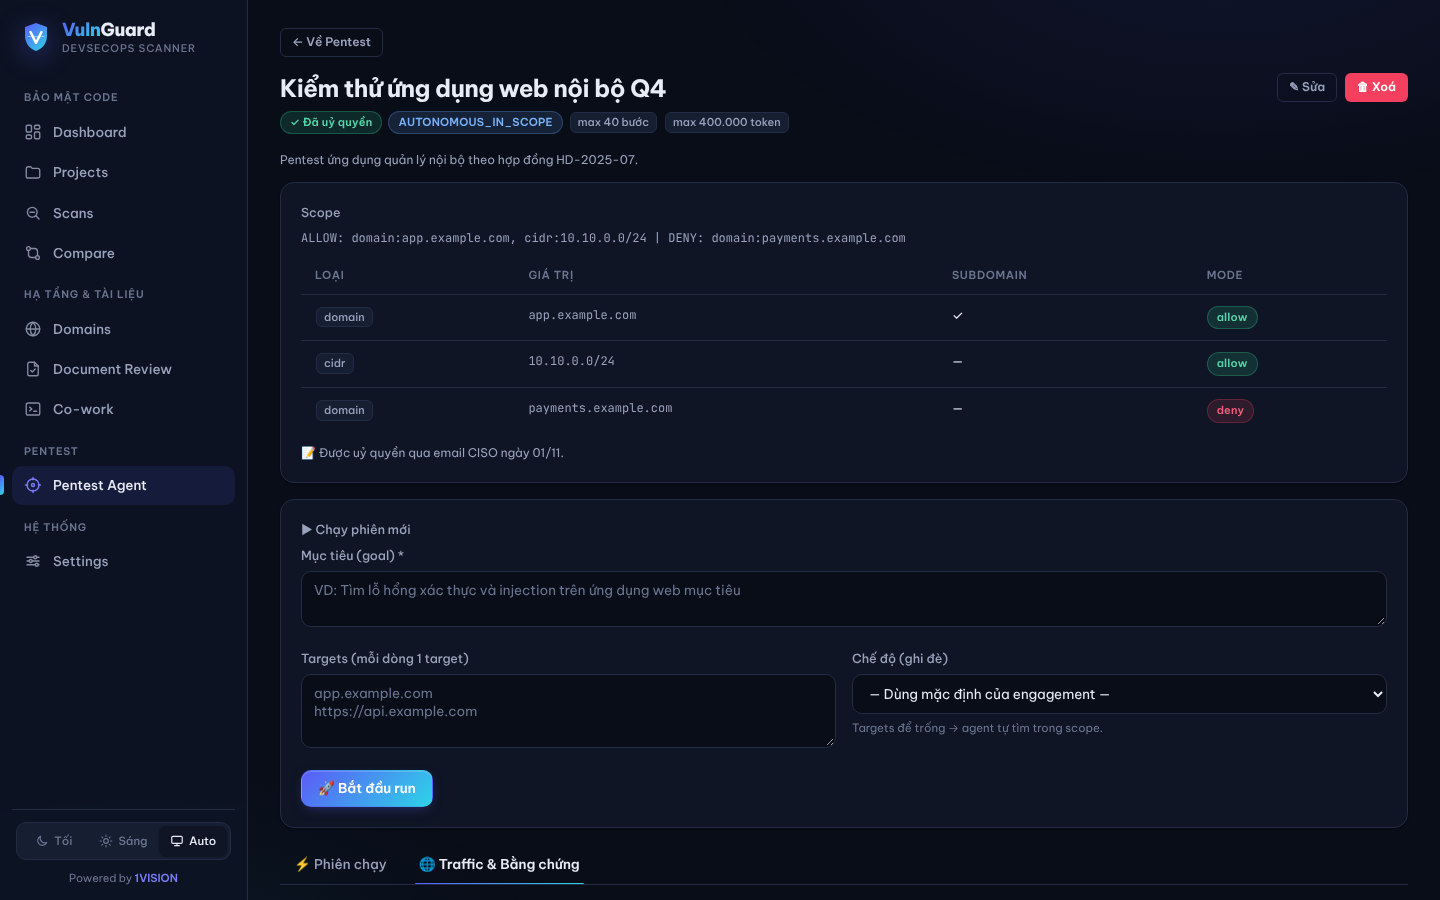 VulnGuard
DEVSECOPS SCANNER
BẢO MẬT CODE
Dashboard
Projects
Scans
Compare
HẠ TẦNG & TÀI LIỆU
Domains
Document Review
Co-work
PENTEST
Pentest Agent
HỆ THỐNG
Settings
Tối
Sáng
Auto
Powered by 1VISION
← Về Pentest
Kiểm thử ứng dụng web nội bộ Q4
✎ Sửa
🗑 Xoá
✓ Đã uỷ quyền
AUTONOMOUS_IN_SCOPE
max 40 bước
max 400.000 token
Pentest ứng dụng quản lý nội bộ theo hợp đồng HD-2025-07.
Scope
ALLOW: domain:app.example.com, cidr:10.10.0.0/24 | DENY: domain:payments.example.com
LOẠI GIÁ TRỊ SUBDOMAIN MODE
domain app.example.com ✓ allow
cidr 10.10.0.0/24 — allow
domain payments.example.com — deny
📝 Được uỷ quyền qua email CISO ngày 01/11.
▶ Chạy phiên mới
Mục tiêu (goal) *
VD: Tìm lỗ hổng xác thực và injection trên ứng dụng web mục tiêu
Targets (mỗi dòng 1 target)
app.example.com
https://api.example.com
Chế độ (ghi đè)
— Dùng mặc định của engagement —
Targets để trống → agent tự tìm trong scope.
🚀 Bắt đầu run
⚡ Phiên chạy
🌐 Traffic & Bằng chứng